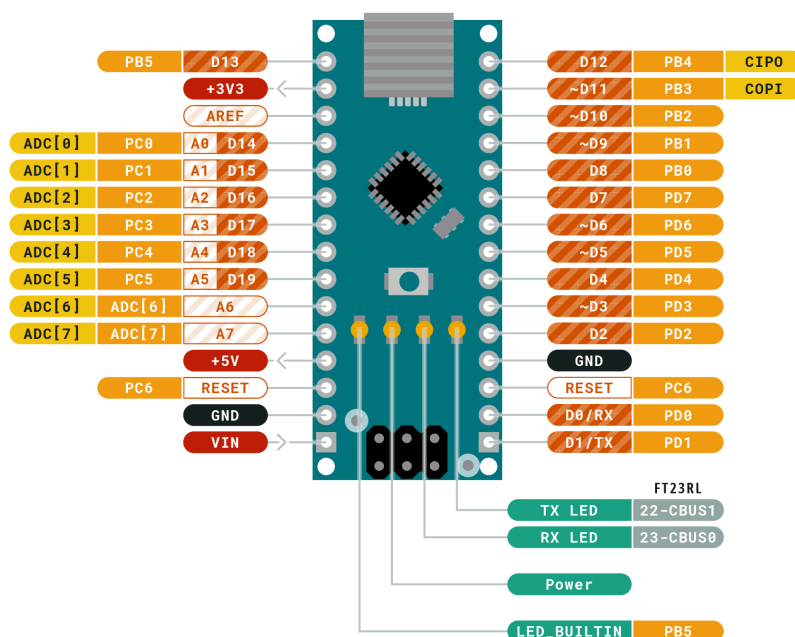 PB5 D13 D12 PB4 CIPO
+3V3 ~D11 PB3 COPI
AREF ~D10 PB2
ADC[0] PC0 A0 D14 ~D9 PB1
ADC[1] PC1 A1 D15 D8 PB0
ADC[2] PC2 A2 D16 D7 PD7
ADC[3] PC3 A3 D17 ~D6 PD6
ADC[4] PC4 A4 D18 ~D5 PD5
ADC[5] PC5 A5 D19 D4 PD4
ADC[6] ADC[6] A6 ~D3 PD3
ADC[7] ADC[7] A7 D2 PD2
+5V GND
PC6 RESET RESET PC6
GND D0/RX PD0
VIN D1/TX PD1
FT23RL
TX LED 22-CBUS1
RX LED 23-CBUS0
Power
LED_BUILTIN PB5